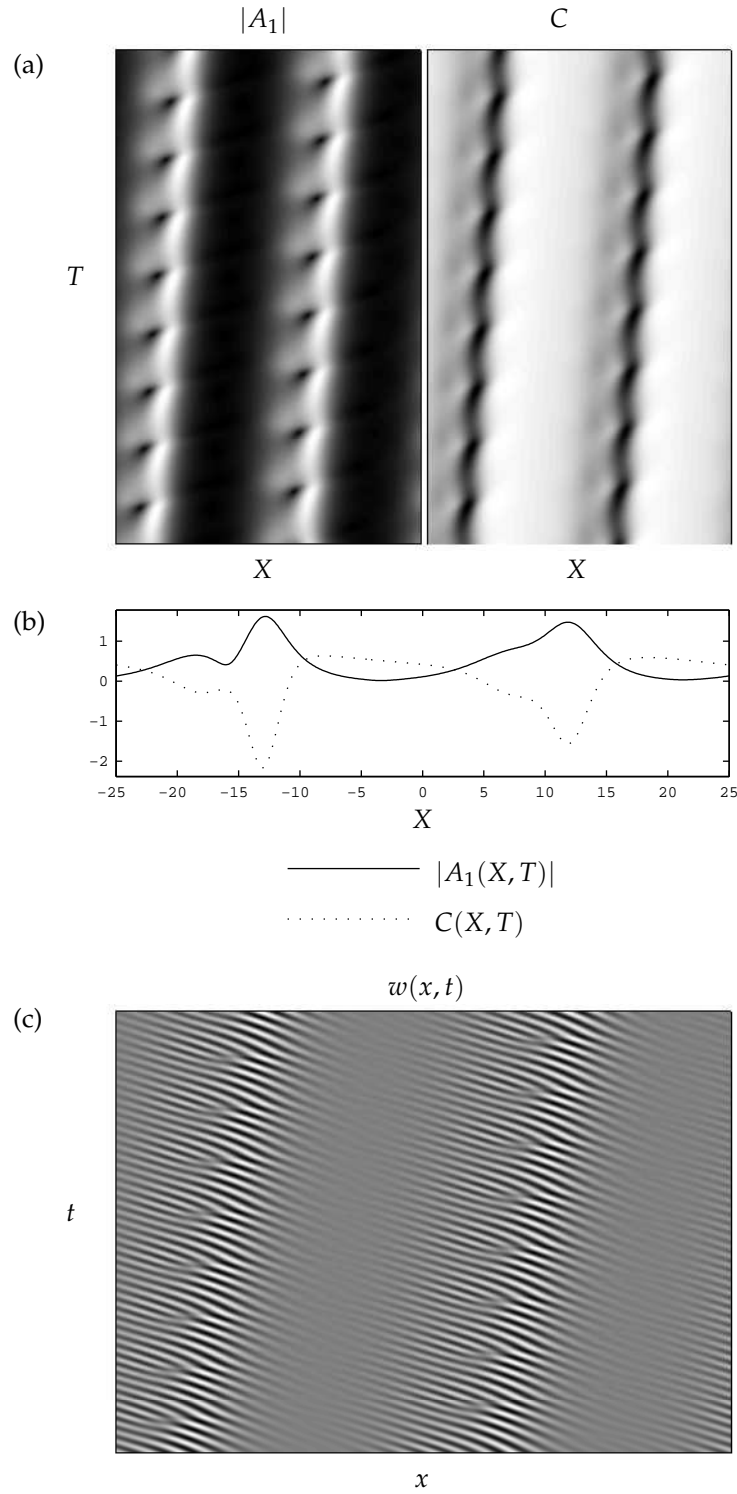 |A₁| C
(a)
T
X X
(b)
1
0
-1
-2
-25 -20 -15 -10 -5 0 5 10 15 20 25
X
|A₁(X, T)|
C(X, T)
w(x, t)
(c)
t
x